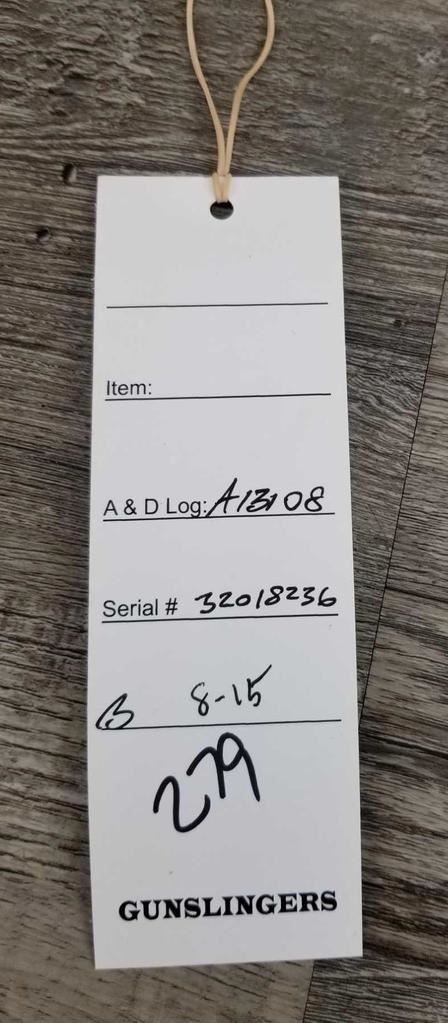 Item:
A & D Log: A13108
Serial # 32018236
B 8-15
279
GUNSLINGERS